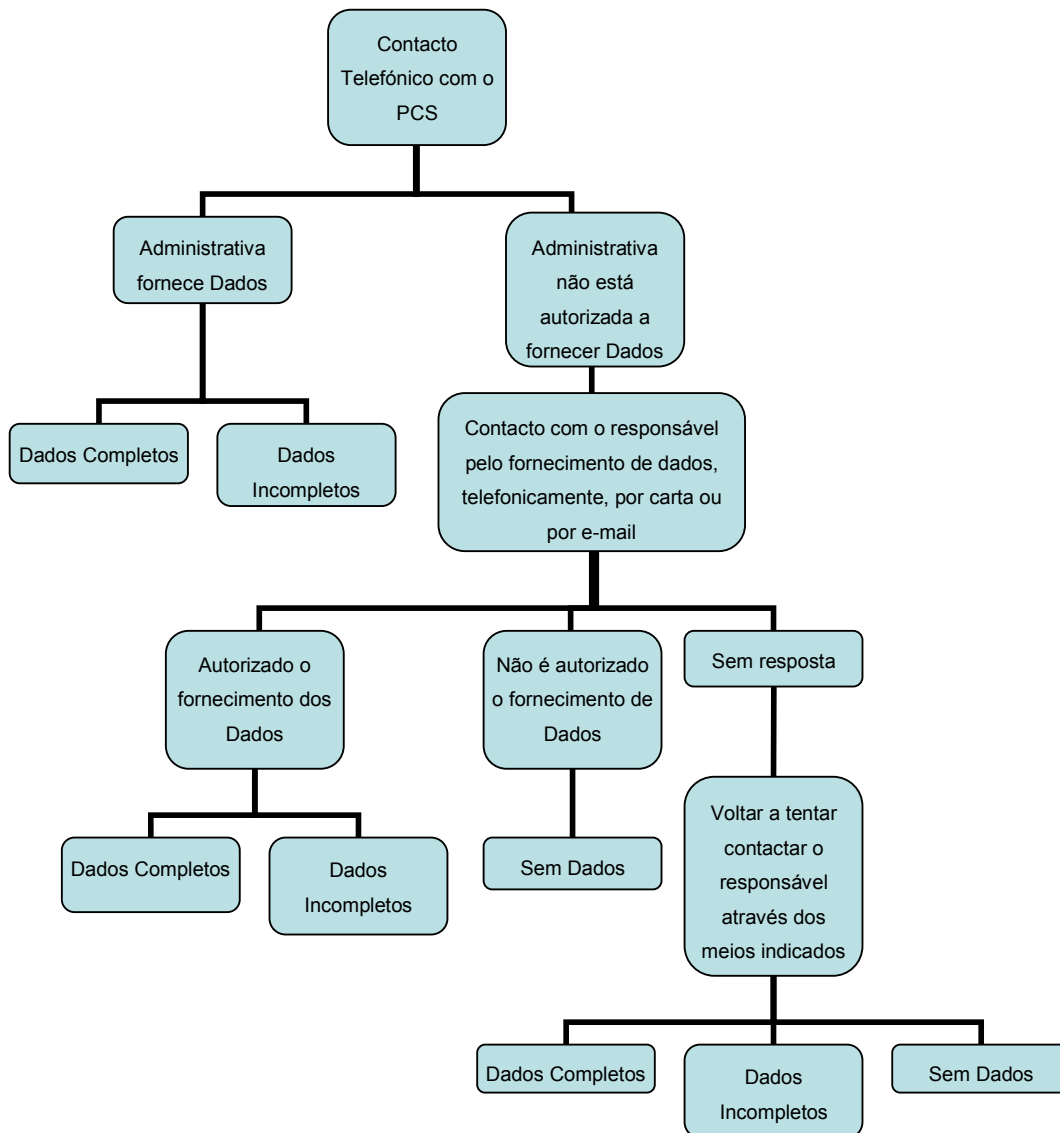 Contacto
Telefónico com o
PCS
Administrativa
fornece Dados
Administrativa
não está
autorizada a
fornecer Dados
Dados Completos
Dados
Incompletos
Contacto com o responsável
pelo fornecimento de dados,
telefonicamente, por carta ou
por e-mail
Autorizado o
fornecimento dos
Dados
Não é autorizado
o fornecimento de
Dados
Sem resposta
Dados Completos
Dados
Incompletos
Sem Dados
Voltar a tentar
contactar o
responsável
através dos
meios indicados
Dados Completos
Dados
Incompletos
Sem Dados